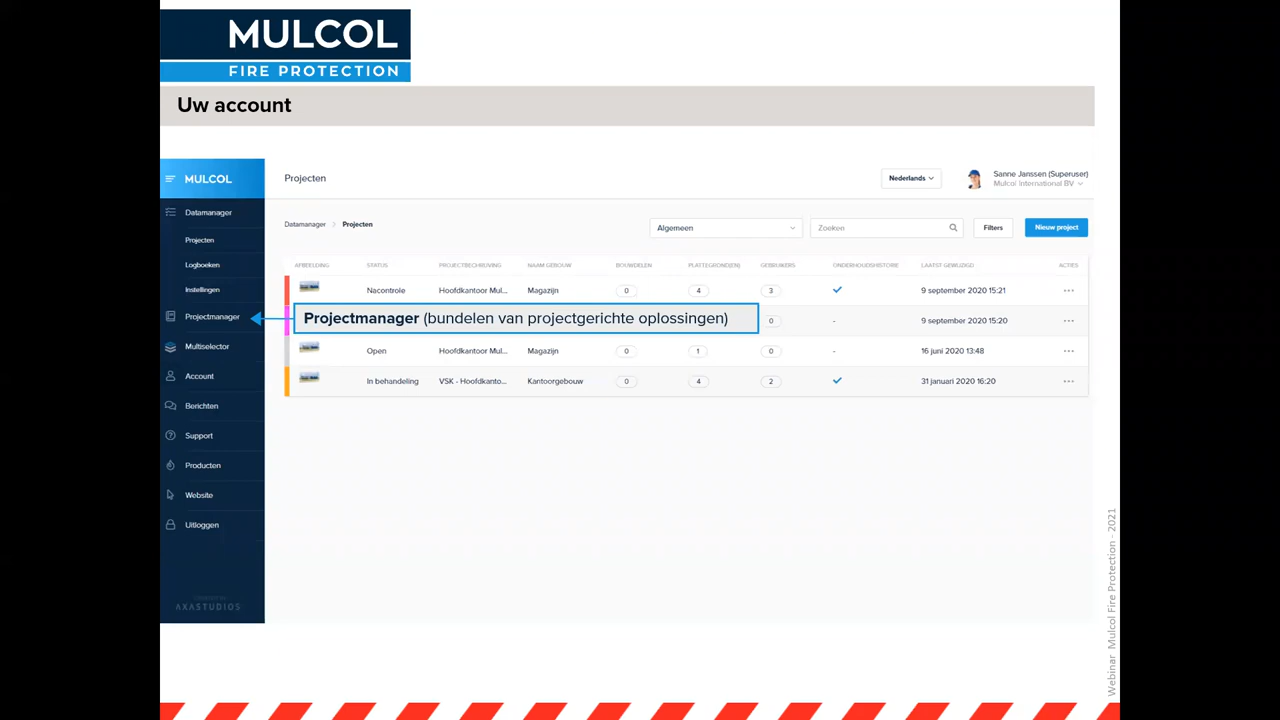 MULCOL
FIRE PROTECTION
Uw account
MULCOL
Projecten
Nederlands
Sanne Janssen (Superuser)
Mulcol International BV
Datamanager
Projecten
Logboeken
Instellingen
Projectmanager
Multiselector
Account
Berichten
Support
Producten
Website
Uitloggen
AXASTUDIOS
Datamanager > Projecten
Algemeen
Zoeken
Filters
Nieuw project
AFBEELDING STATUS PROJECTBESCHRIJVING NAAM GEBOUW BOUWDELEN PLATTEGROND(EN) GEBRUIKERS ONDERHOUDSHISTORIE LAATST GEWIJZIGD ACTIES
Nacontrole Hoofdkantoor Mul... Magazijn 0 4 3 9 september 2020 15:21 ...
Projectmanager (bundelen van projectgerichte oplossingen) 0 - 9 september 2020 15:20 ...
Open Hoofdkantoor Mul... Magazijn 0 1 0 - 16 juni 2020 13:48 ...
In behandeling VSK - Hoofdkanto... Kantoorgebouw 0 4 2 31 januari 2020 16:20 ...
Webinar Mulcol Fire Protection - 2021